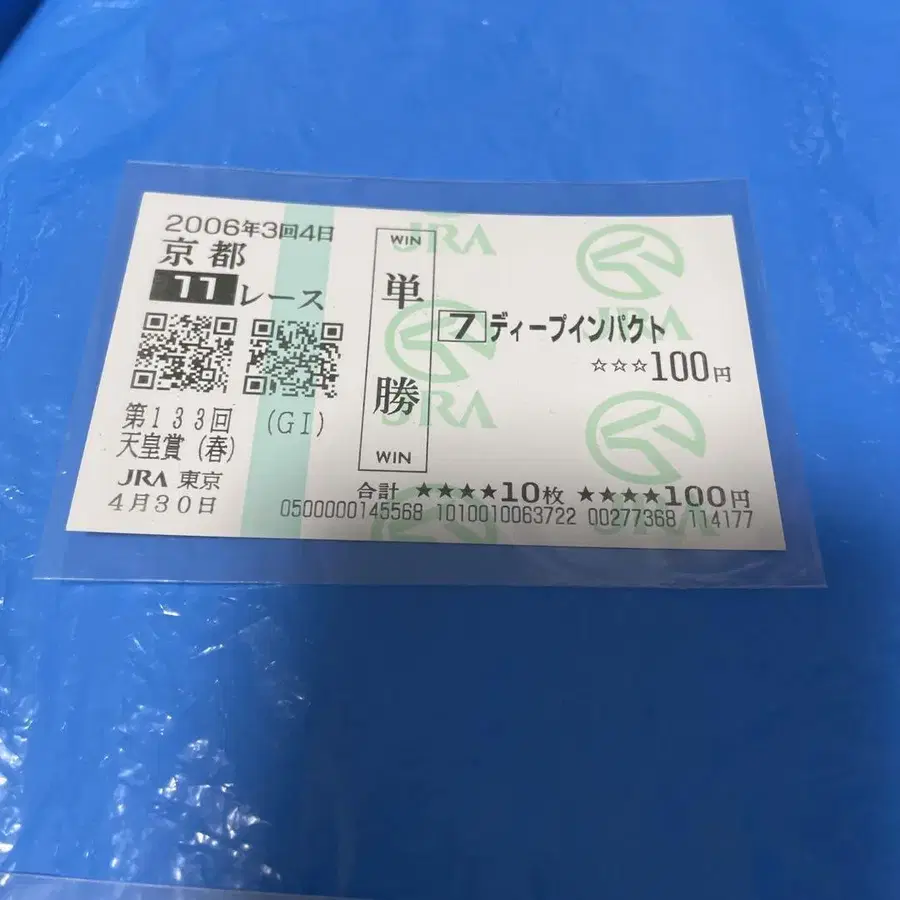 2006年3回4日
京都
11レース
第133回 (GI)
天皇賞(春)
JRA 東京
4月30日
WIN
単勝
WIN
7 ディープインパクト
☆☆☆100円
合計 ★★★★10枚 ★★★★100円
0500000145568 1010010063722 00277368 114177
JRA
JRA
JRA